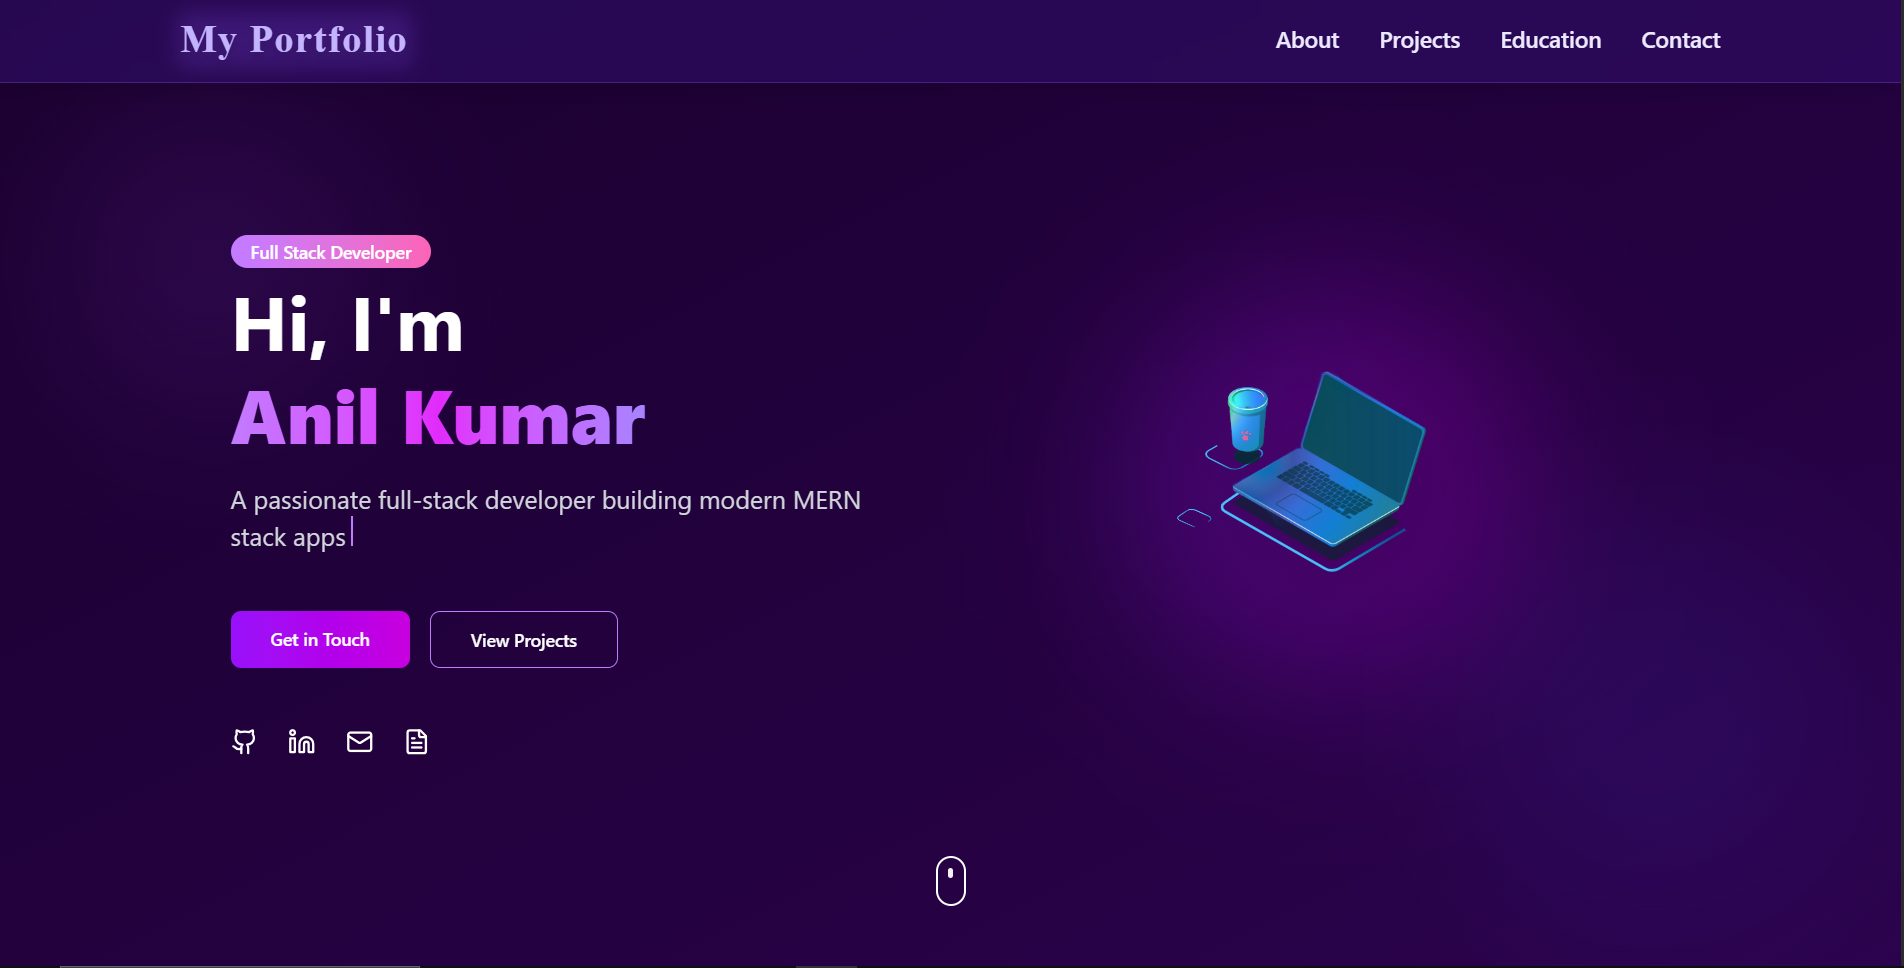 My Portfolio
About Projects Education Contact
Full Stack Developer
Hi, I'm
Anil Kumar
A passionate full-stack developer building modern MERN
stack apps
Get in Touch
View Projects